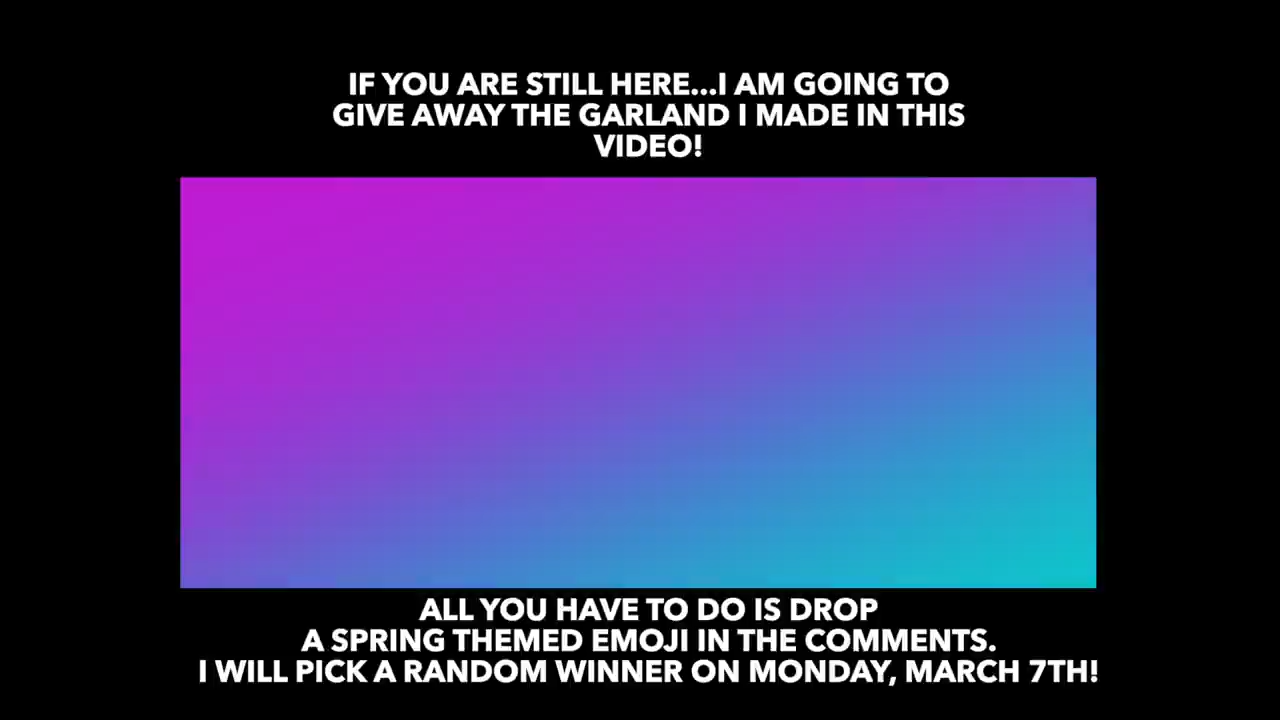 IF YOU ARE STILL HERE...I AM GOING TO
GIVE AWAY THE GARLAND I MADE IN THIS
VIDEO!
ALL YOU HAVE TO DO IS DROP
A SPRING THEMED EMOJI IN THE COMMENTS.
I WILL PICK A RANDOM WINNER ON MONDAY, MARCH 7TH!